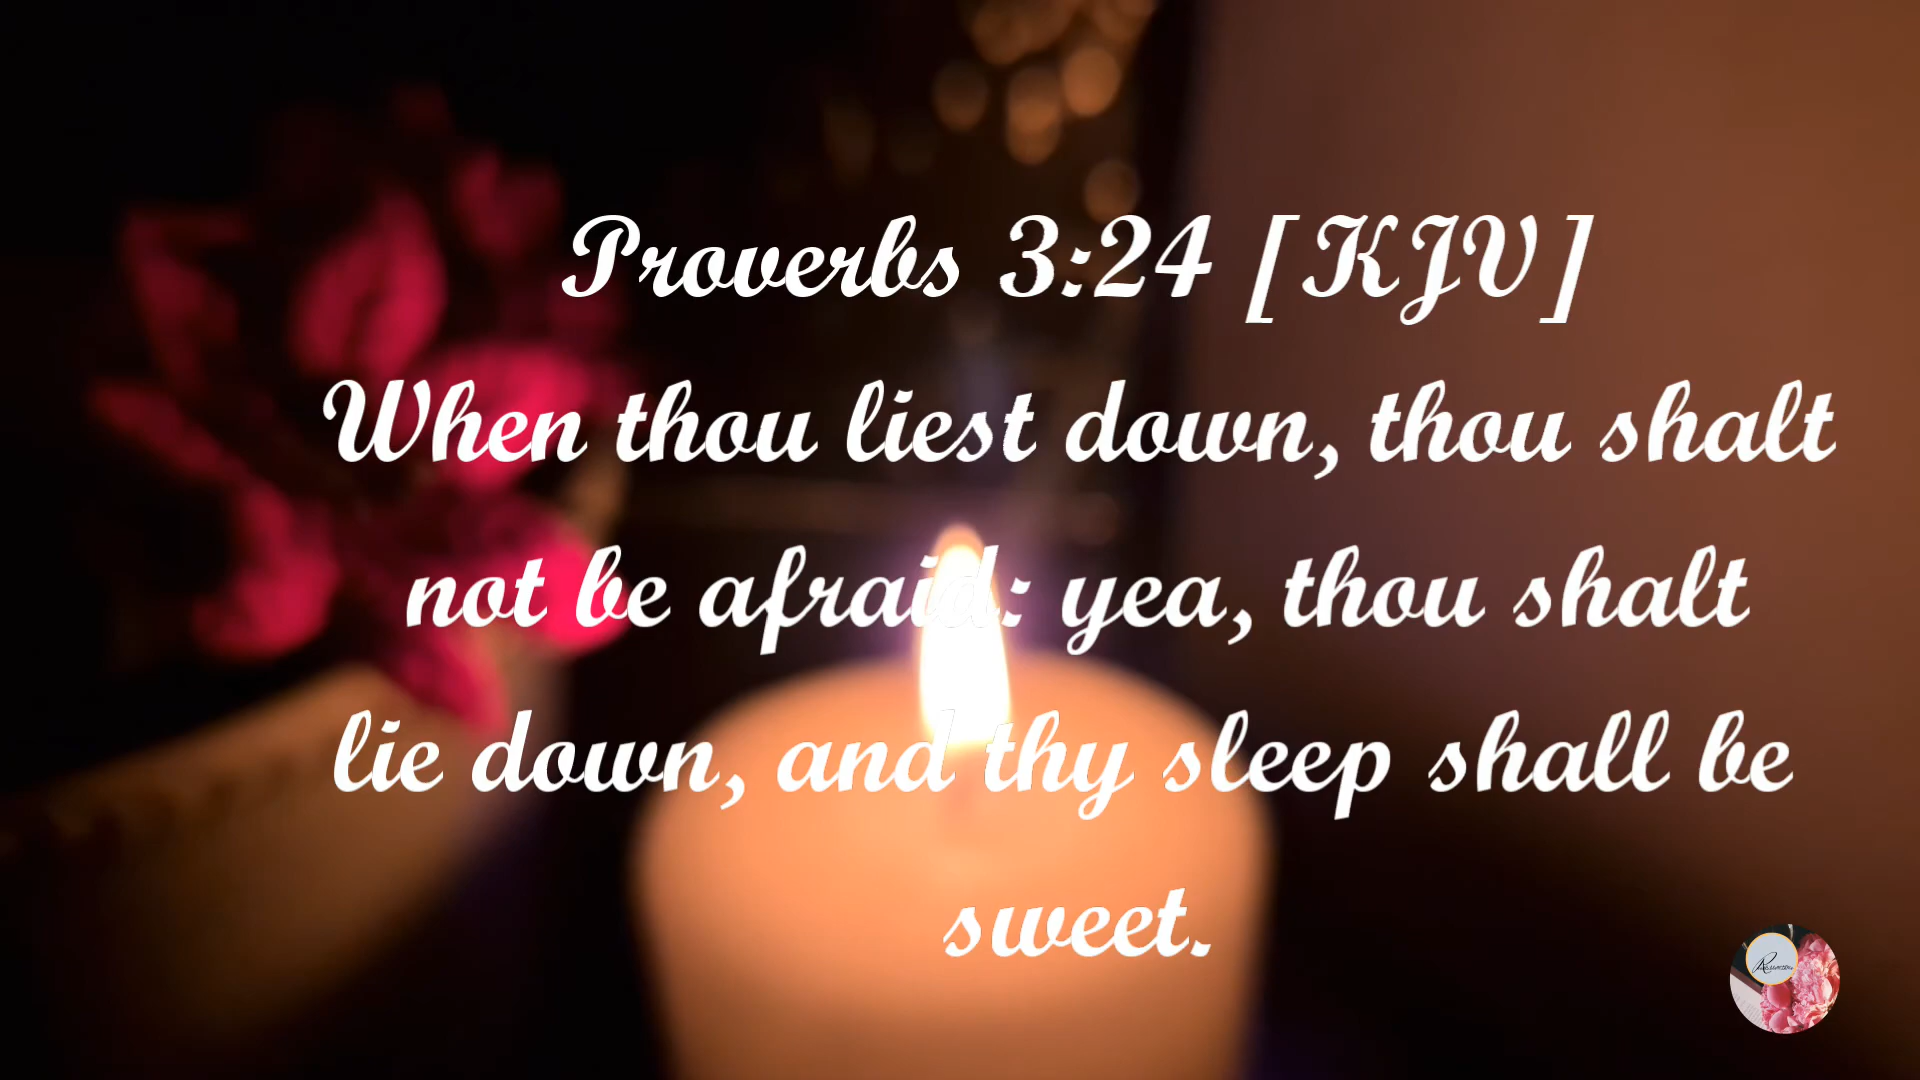 Proverbs 3:24 [KJV]
When thou liest down, thou shalt
not be afraid: yea, thou shalt
lie down, and thy sleep shall be
sweet.